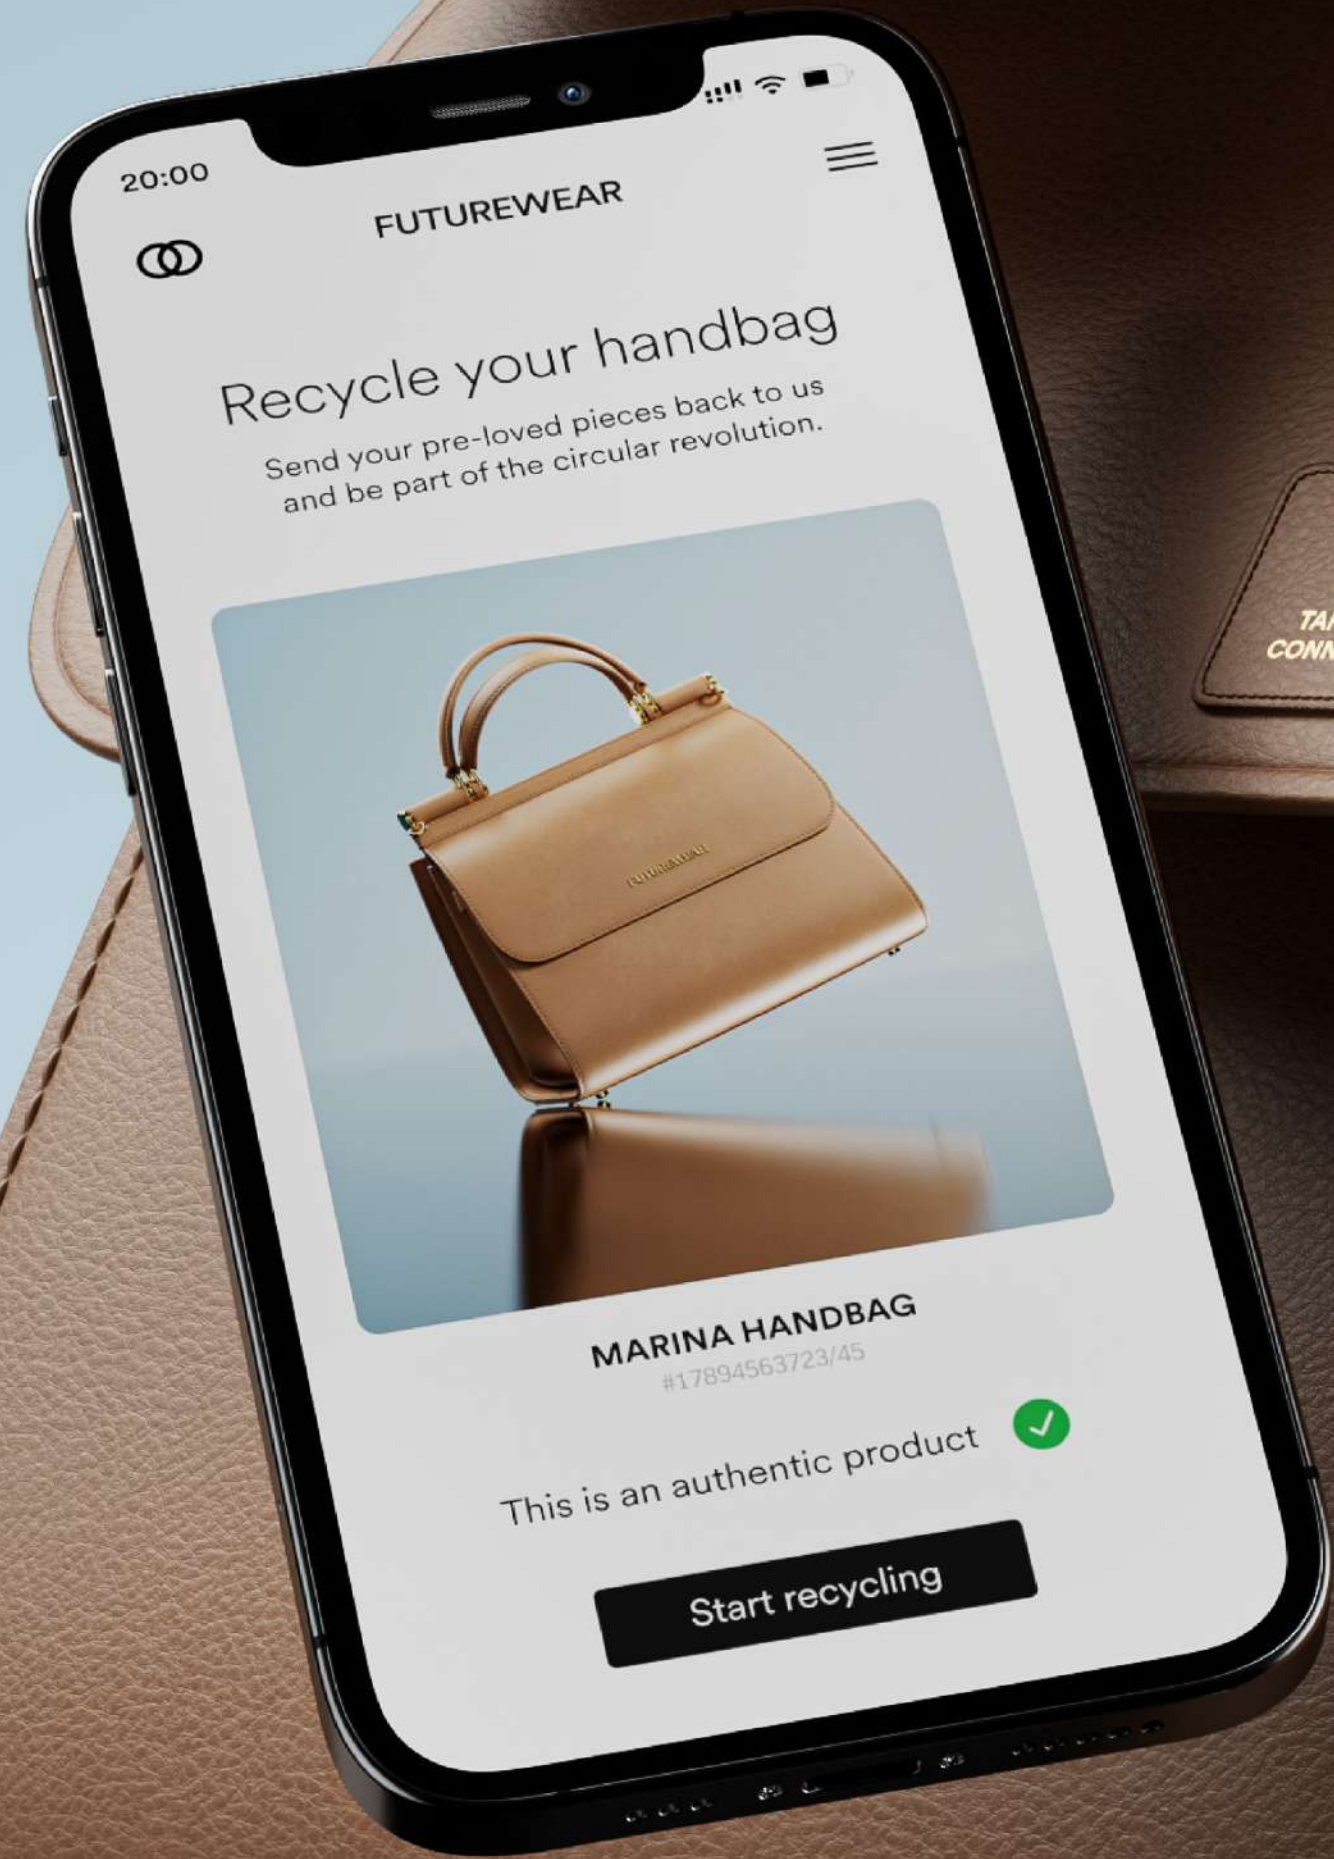 20:00
FUTUREWEAR
Recycle your handbag
Send your pre-loved pieces back to us
and be part of the circular revolution.
FUTUREWEAR
MARINA HANDBAG
#17894563723/45
This is an authentic product
Start recycling